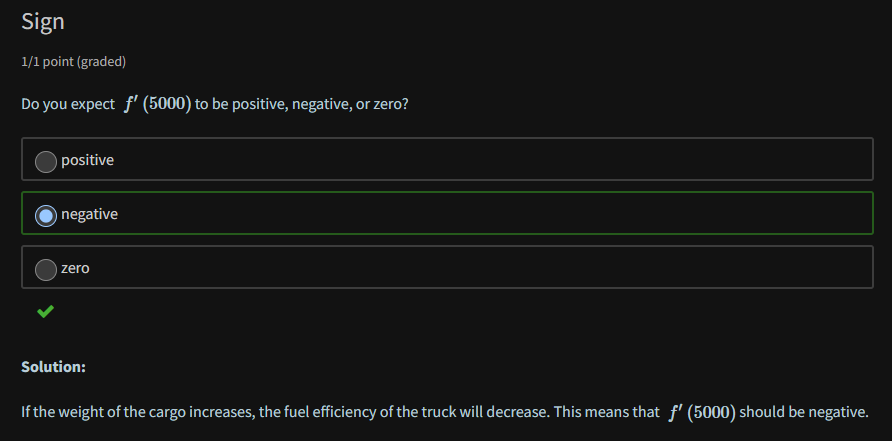 Sign
1/1 point (graded)
Do you expect f′ (5000) to be positive, negative, or zero?
positive
negative
zero
Solution:
If the weight of the cargo increases, the fuel efficiency of the truck will decrease. This means that f′ (5000) should be negative.